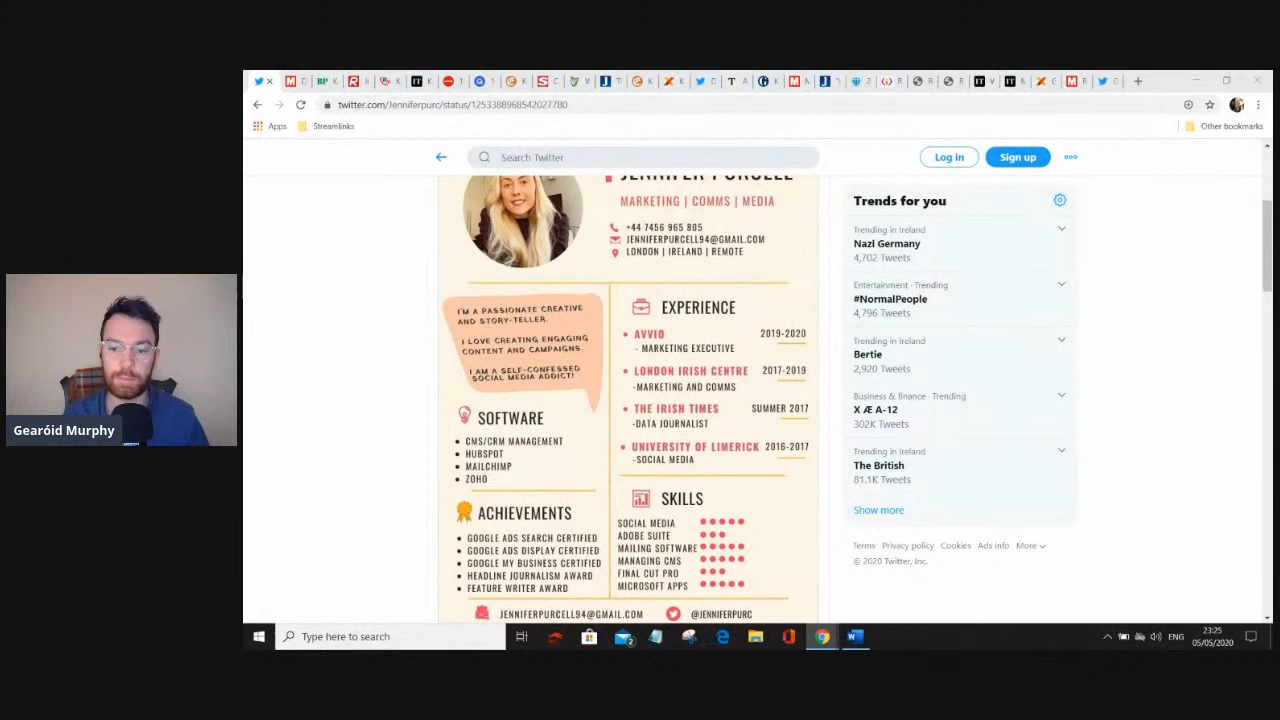 twitter.com/Jenniferpurc/status/1253388968542027780
Apps
Streamlinks
Other bookmarks
Search Twitter
Log in
Sign up
JENNIFER PURCELL
MARKETING | COMMS | MEDIA
+44 7456 965 805
JENNIFERPURCELL94@GMAIL.COM
LONDON | IRELAND | REMOTE
I'M A PASSIONATE CREATIVE
AND STORY-TELLER.
I LOVE CREATING ENGAGING
CONTENT AND CAMPAIGNS.
I AM A SELF-CONFESSED
SOCIAL MEDIA ADDICT!
SOFTWARE
CMS/CRM MANAGEMENT
HUBSPOT
MAILCHIMP
ZOHO
ACHIEVEMENTS
GOOGLE ADS SEARCH CERTIFIED
GOOGLE ADS DISPLAY CERTIFIED
GOOGLE MY BUSINESS CERTIFIED
HEADLINE JOURNALISM AWARD
FEATURE WRITER AWARD
EXPERIENCE
AVVIO 2019-2020
- MARKETING EXECUTIVE
LONDON IRISH CENTRE 2017-2019
-MARKETING AND COMMS
THE IRISH TIMES SUMMER 2017
-DATA JOURNALIST
UNIVERSITY OF LIMERICK 2016-2017
-SOCIAL MEDIA
SKILLS
SOCIAL MEDIA
ADOBE SUITE
MAILING SOFTWARE
MANAGING CMS
FINAL CUT PRO
MICROSOFT APPS
JENNIFERPURCELL94@GMAIL.COM
@JENNIFERPURC
Trends for you
Trending in Ireland
Nazi Germany
4,702 Tweets
Entertainment · Trending
#NormalPeople
4,796 Tweets
Trending in Ireland
Bertie
2,920 Tweets
Business & finance · Trending
X Æ A-12
302K Tweets
Trending in Ireland
The British
81.1K Tweets
Show more
Terms Privacy policy Cookies Ads info More
© 2020 Twitter, Inc.
Gearóid Murphy
Type here to search
ENG
23:25
05/05/2020